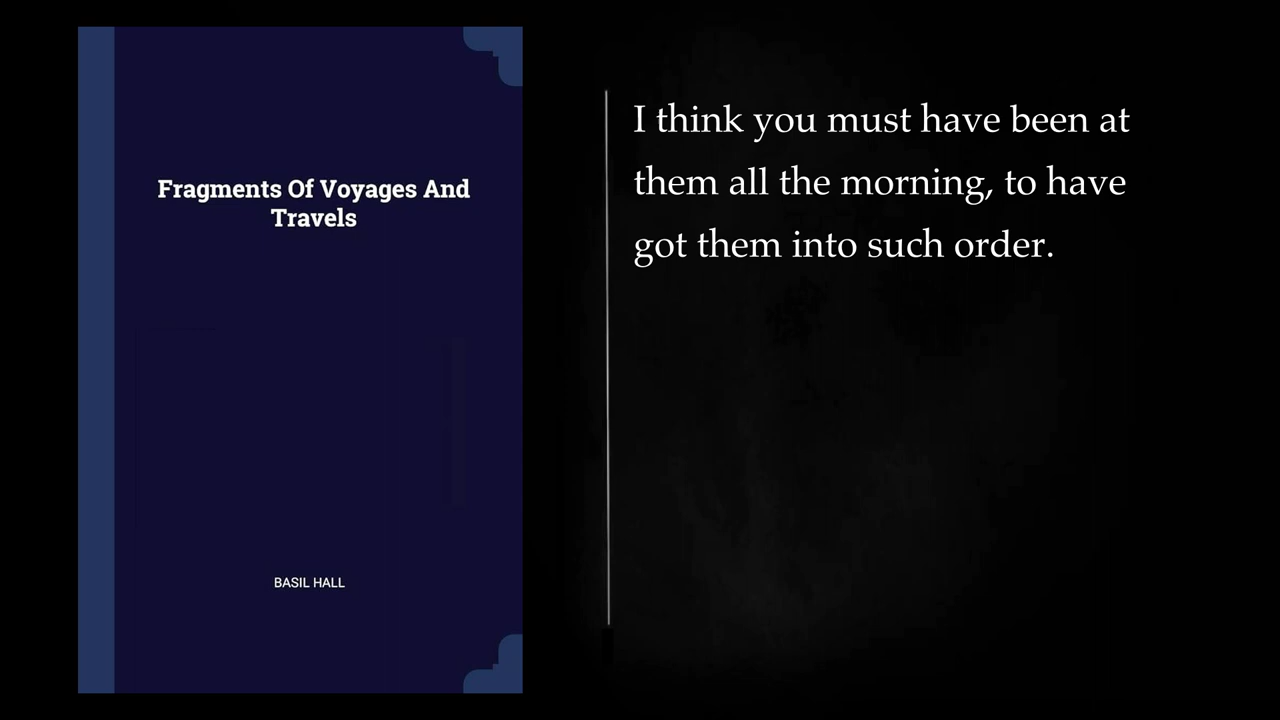 Fragments Of Voyages And
Travels
BASIL HALL
I think you must have been at
them all the morning, to have
got them into such order.